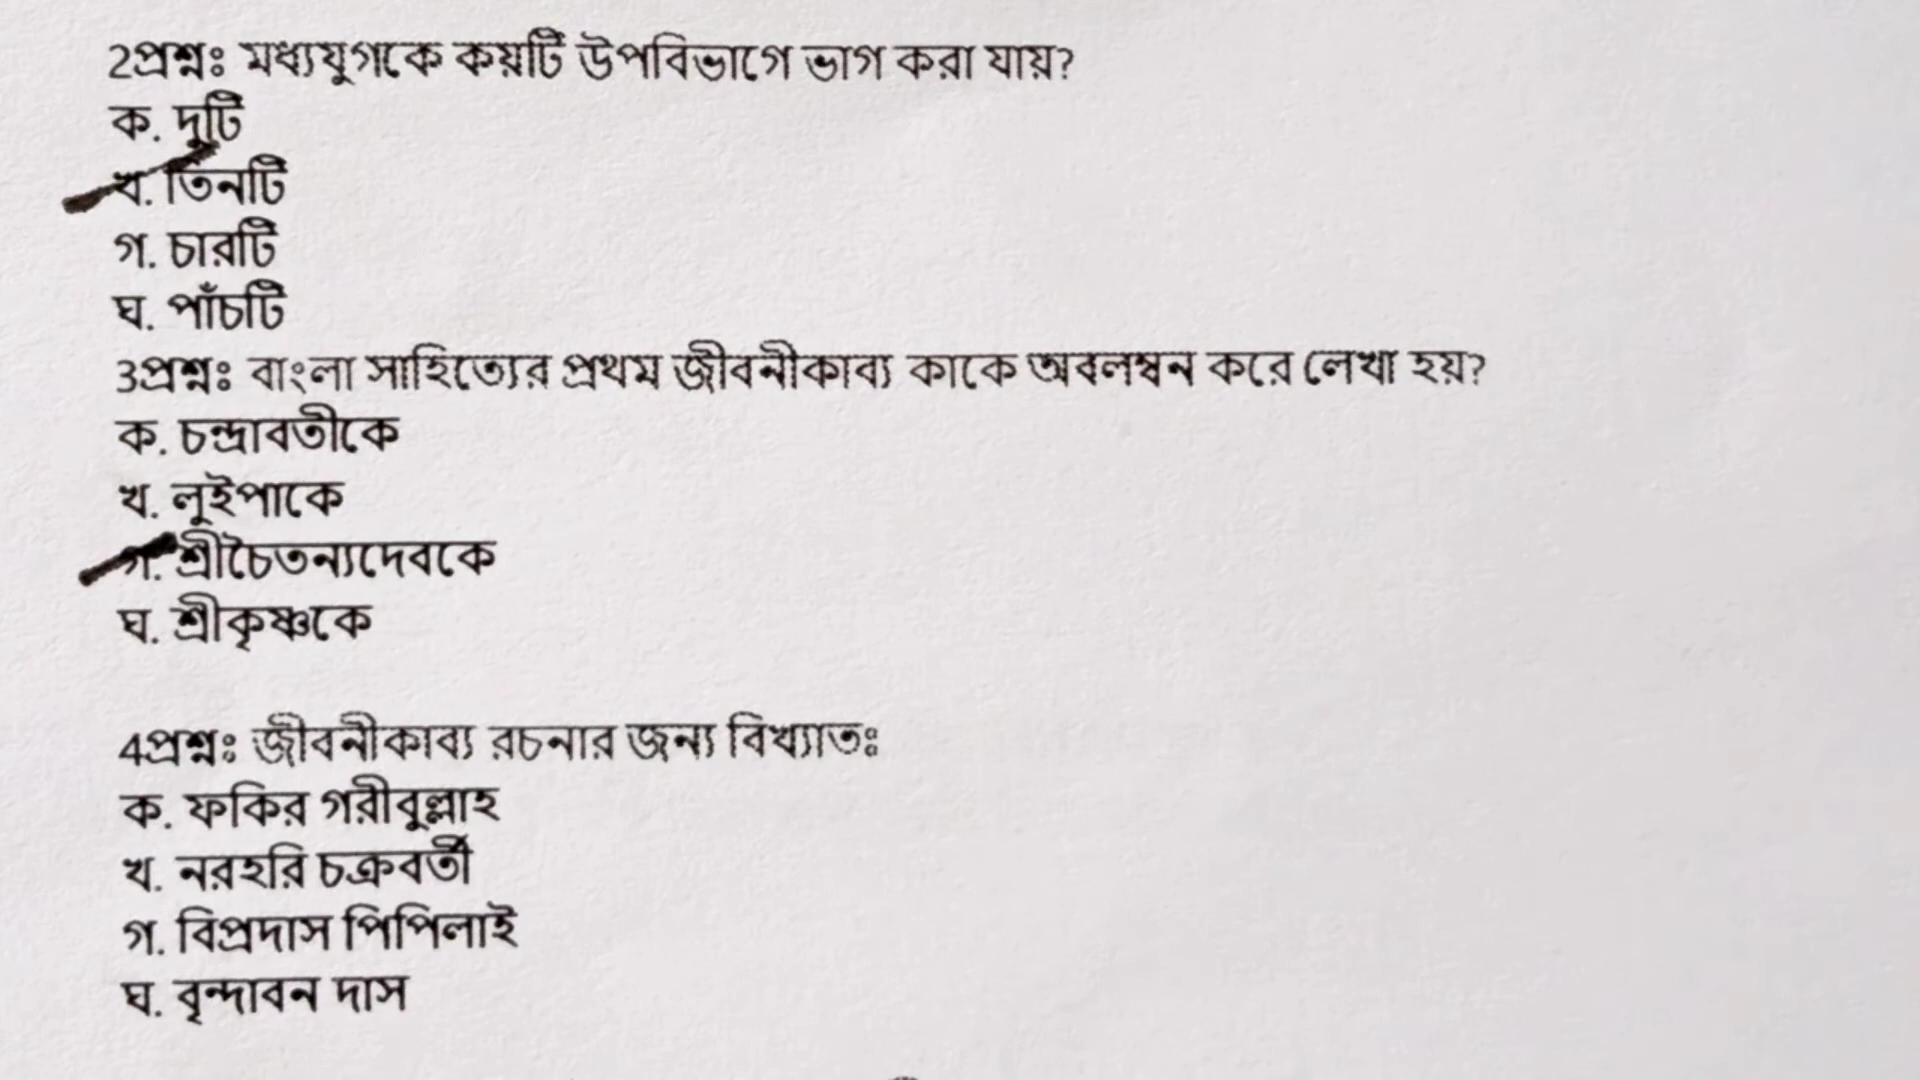 2প্রশ্নঃ মধ্যযুগকে কয়টি উপবিভাগে ভাগ করা যায়?
ক. দুটি
খ. তিনটি
গ. চারটি
ঘ. পাঁচটি
3প্রশ্নঃ বাংলা সাহিত্যের প্রথম জীবনীকাব্য কাকে অবলম্বন করে লেখা হয়?
ক. চন্দ্রাবতীকে
খ. লুইপাকে
গ. শ্রীচৈতন্যদেবকে
ঘ. শ্রীকৃষ্ণকে
4প্রশ্নঃ জীবনীকাব্য রচনার জন্য বিখ্যাতঃ
ক. ফকির গরীবুল্লাহ
খ. নরহরি চক্রবর্তী
গ. বিপ্রদাস পিপিলাই
ঘ. বৃন্দাবন দাস